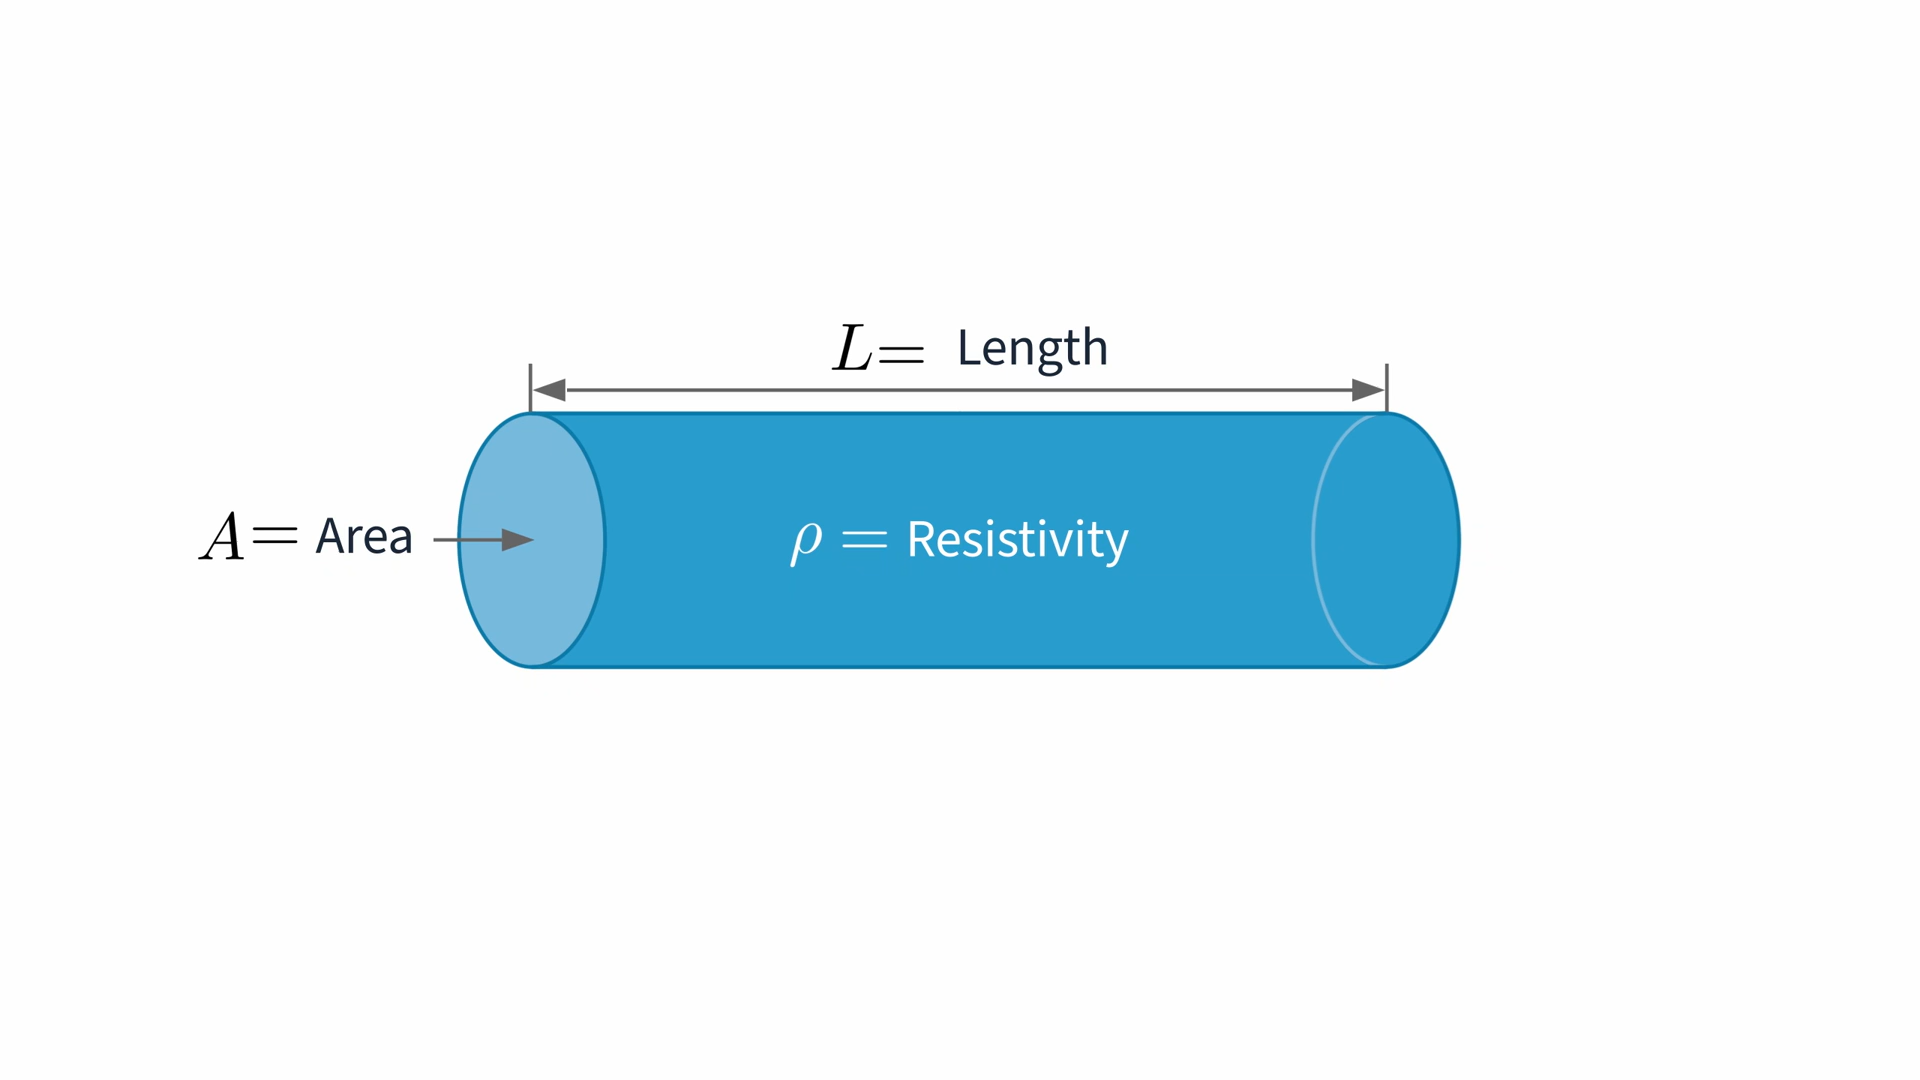 L= Length
A= Area
ρ = Resistivity